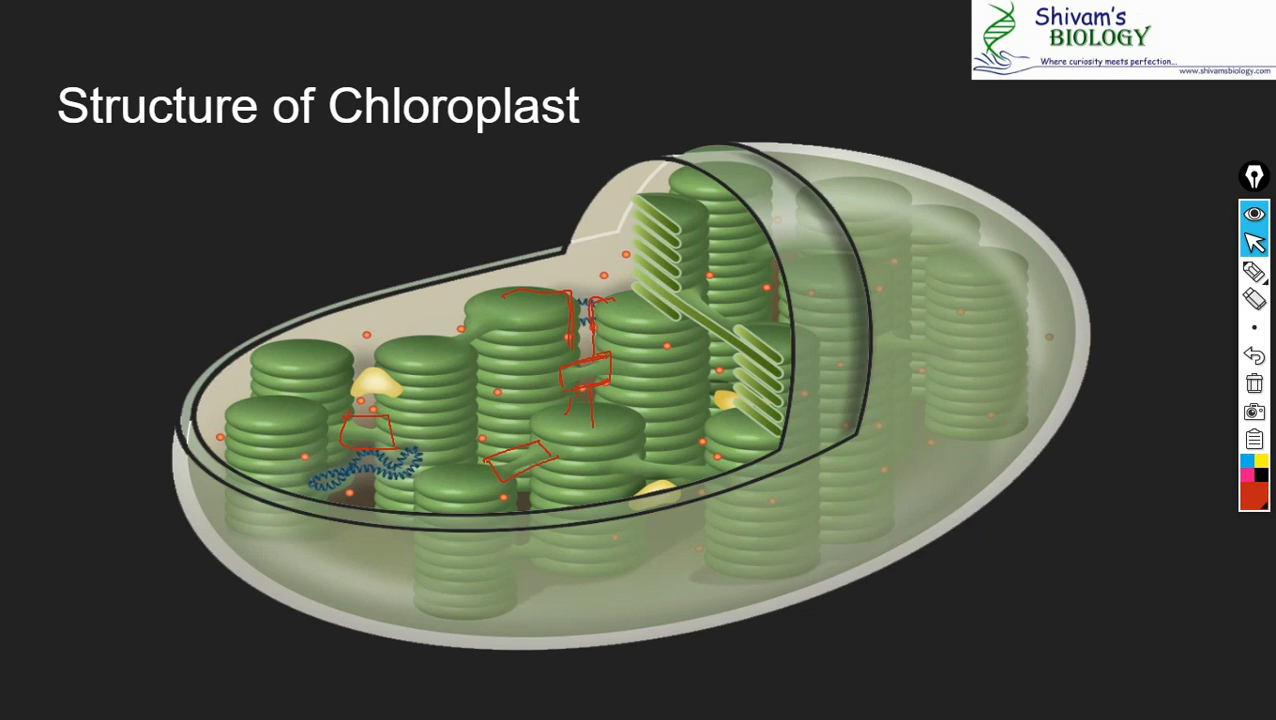 Shivam's
BIOLOGY
Where curiosity meets perfection...
www.shivamsbiology.com
Structure of Chloroplast